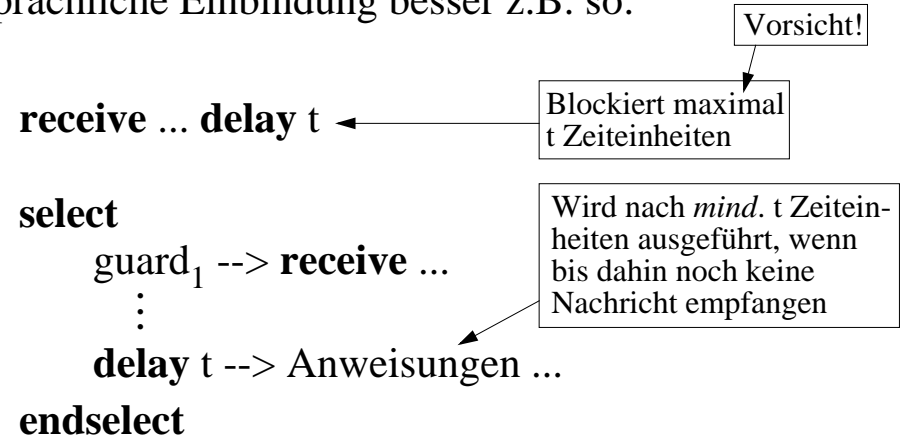 sprachliche Einbindung besser z.B. so:
Vorsicht!
receive ... delay t
Blockiert maximal
t Zeiteinheiten
select
Wird nach mind. t Zeitein-
heiten ausgeführt, wenn
bis dahin noch keine
Nachricht empfangen
guard1 --> receive ...
⋮
delay t --> Anweisungen ...
endselect